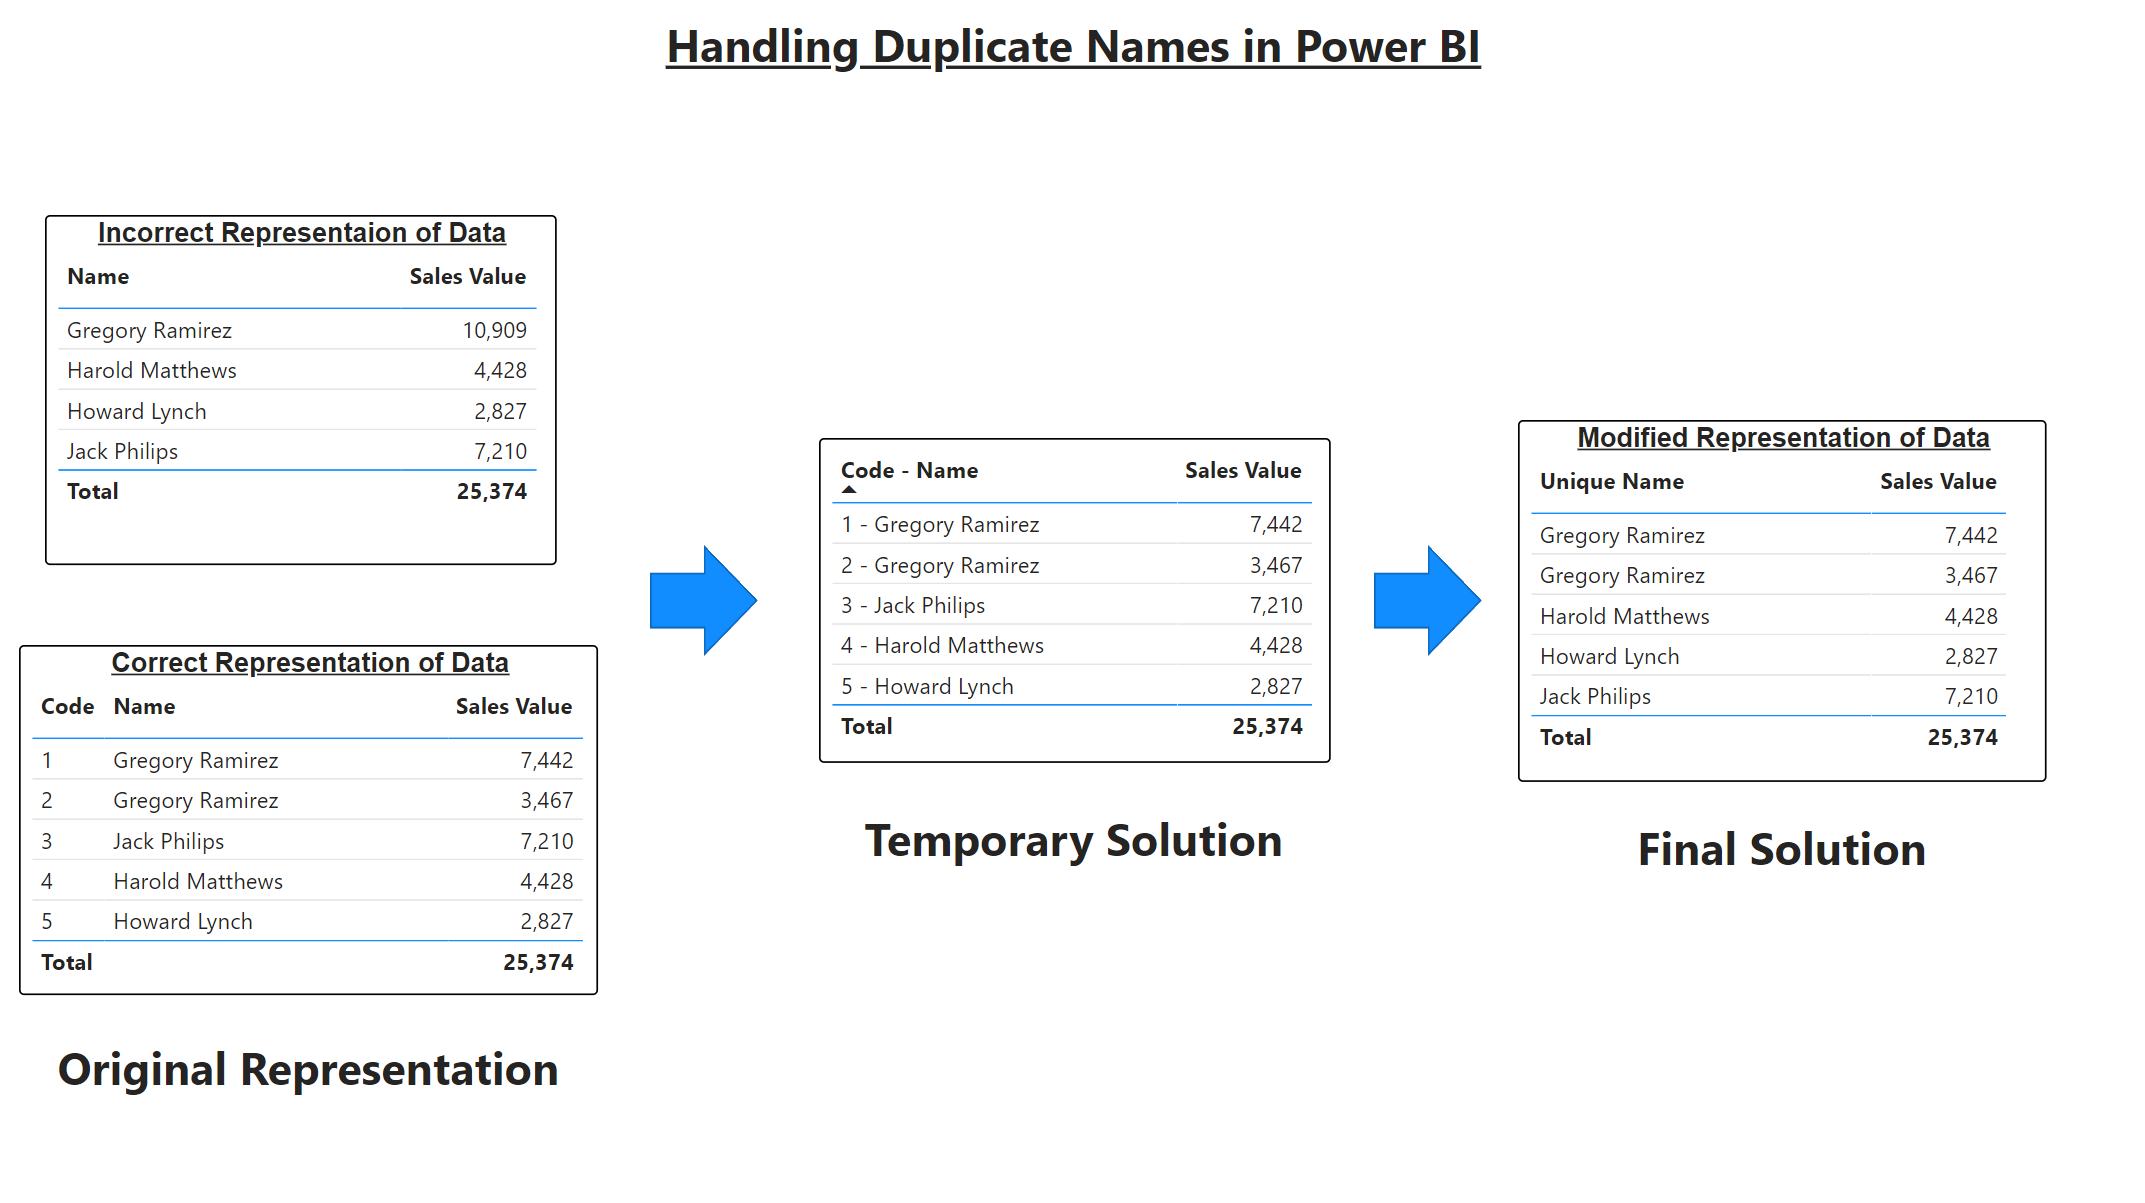 Handling Duplicate Names in Power BI
Incorrect Representaion of Data
Name Sales Value
Gregory Ramirez 10,909
Harold Matthews 4,428
Howard Lynch 2,827
Jack Philips 7,210
Total 25,374
Correct Representation of Data
Code Name Sales Value
1 Gregory Ramirez 7,442
2 Gregory Ramirez 3,467
3 Jack Philips 7,210
4 Harold Matthews 4,428
5 Howard Lynch 2,827
Total 25,374
Original Representation
Code - Name Sales Value
1 - Gregory Ramirez 7,442
2 - Gregory Ramirez 3,467
3 - Jack Philips 7,210
4 - Harold Matthews 4,428
5 - Howard Lynch 2,827
Total 25,374
Temporary Solution
Modified Representation of Data
Unique Name Sales Value
Gregory Ramirez 7,442
Gregory Ramirez 3,467
Harold Matthews 4,428
Howard Lynch 2,827
Jack Philips 7,210
Total 25,374
Final Solution